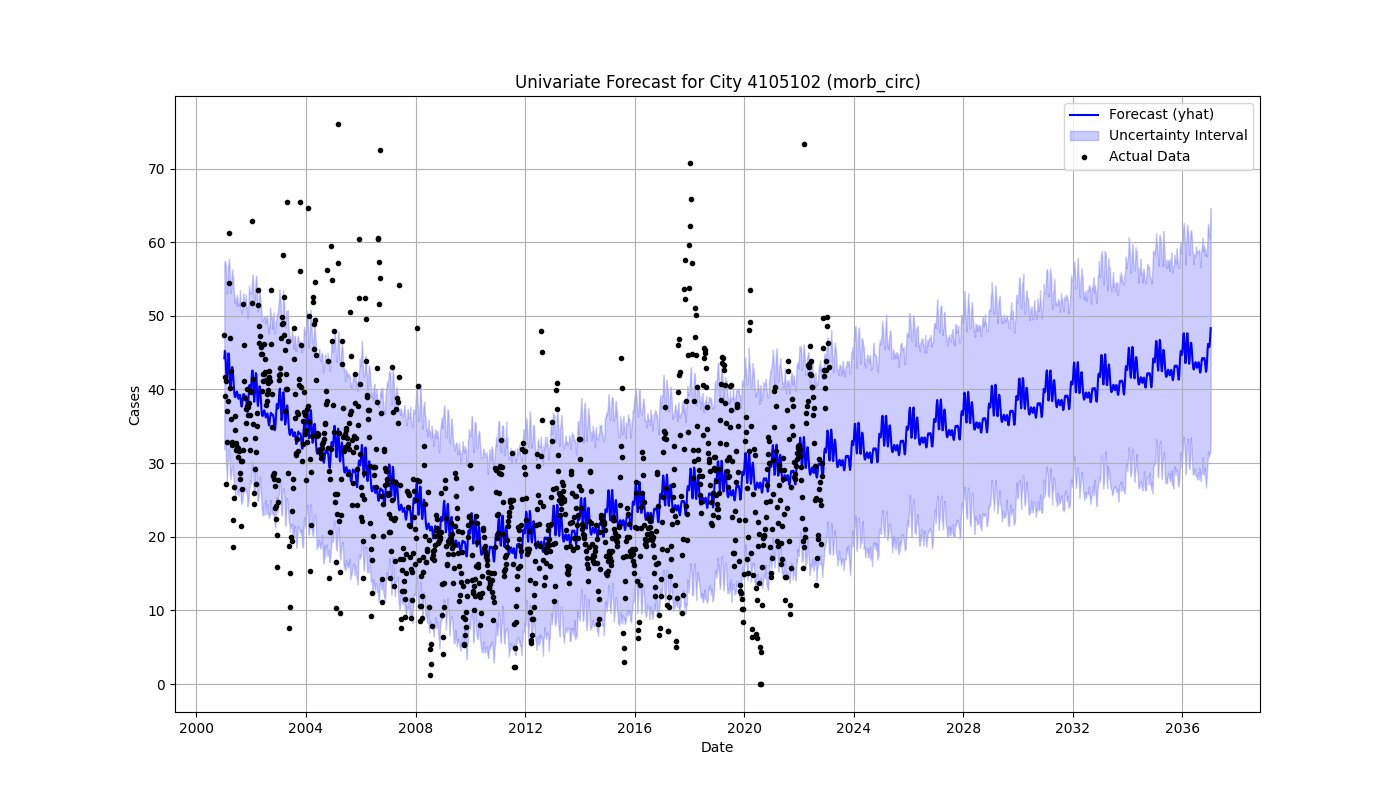 Univariate Forecast for City 4105102 (morb_circ)
Forecast (yhat)
Uncertainty Interval
Actual Data
Cases
70
60
50
40
30
20
10
0
2000 2004 2008 2012 2016 2020 2024 2028 2032 2036
Date